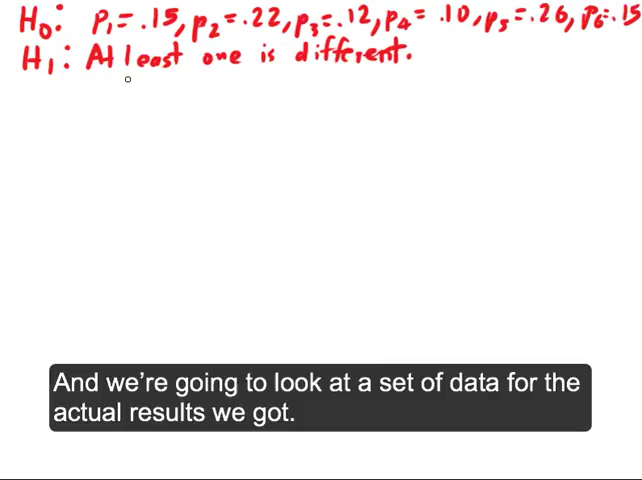 H₀: p₁=.15, p₂=.22, p₃=.12, p₄=.10, p₅=.26, p₆=.15
H₁: At least one is different.
And we’re going to look at a set of data for the
actual results we got.